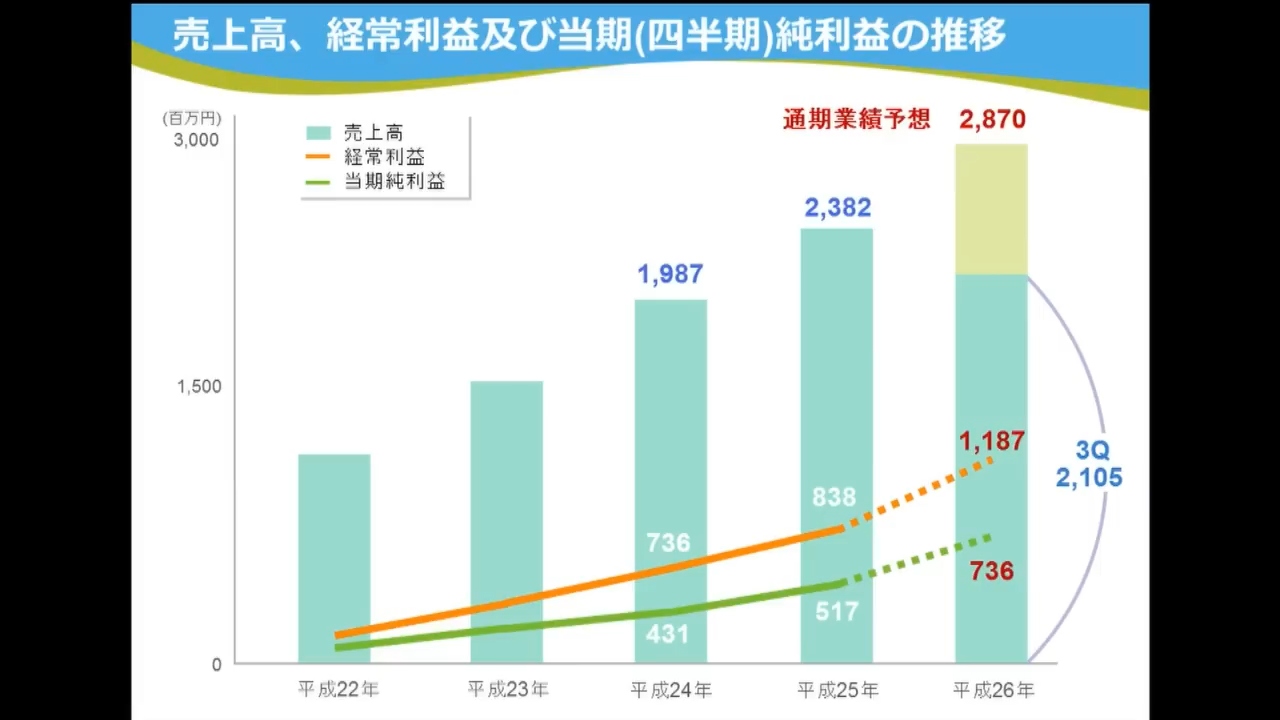 売上高、経常利益及び当期(四半期)純利益の推移
(百万円)
3,000
1,500
0
売上高
経常利益
当期純利益
通期業績予想 2,870
2,382
1,987
1,187
3Q
2,105
838
736
736
517
431
平成22年
平成23年
平成24年
平成25年
平成26年